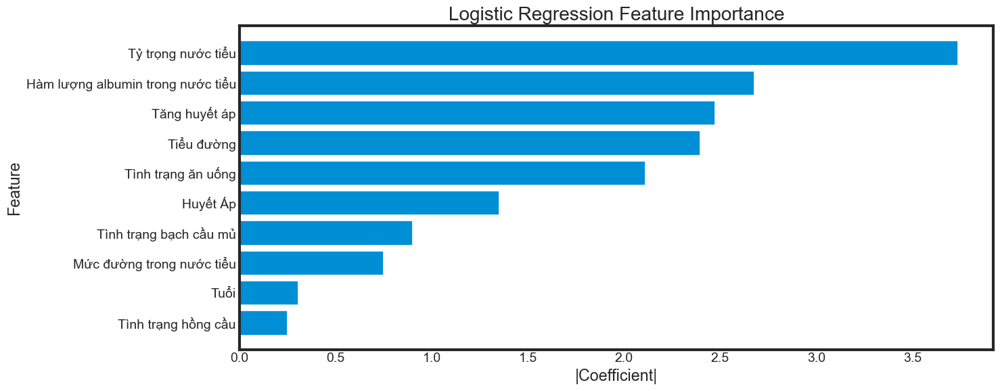 Logistic Regression Feature Importance
Feature
Tỷ trọng nước tiểu
Hàm lượng albumin trong nước tiểu
Tăng huyết áp
Tiểu đường
Tình trạng ăn uống
Huyết Áp
Tình trạng bạch cầu mủ
Mức đường trong nước tiểu
Tuổi
Tình trạng hồng cầu
0.0 0.5 1.0 1.5 2.0 2.5 3.0 3.5
|Coefficient|